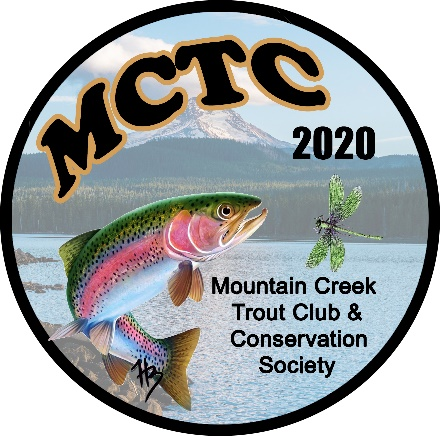 MCTC
2020
Mountain Creek
Trout Club &
Conservation
Society